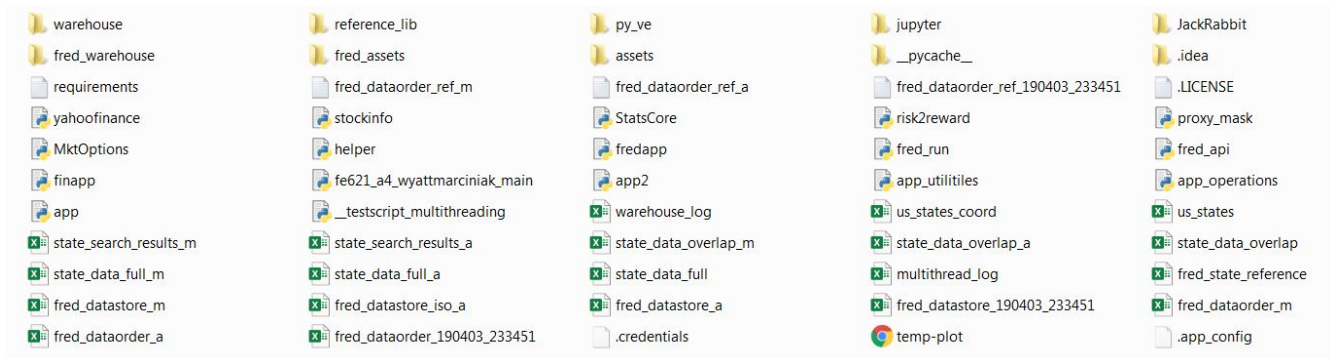 warehouse reference_lib py_ve jupyter JackRabbit
fred_warehouse fred_assets assets __pycache__ .idea
requirements fred_dataorder_ref_m fred_dataorder_ref_a fred_dataorder_ref_190403_233451 .LICENSE
yahoofinance stockinfo StatsCore risk2reward proxy_mask
MktOptions helper fredapp fred_run fred_api
finapp fe621_a4_wyattmarciniak_main app2 app_utilitiles app_operations
app __testscript_multithreading warehouse_log us_states_coord us_states
state_search_results_m state_search_results_a state_data_overlap_m state_data_overlap_a state_data_overlap
state_data_full_m state_data_full_a state_data_full multithread_log fred_state_reference
fred_datastore_m fred_datastore_iso_a fred_datastore_a fred_datastore_190403_233451 fred_dataorder_m
fred_dataorder_a fred_dataorder_190403_233451 .credentials temp-plot .app_config